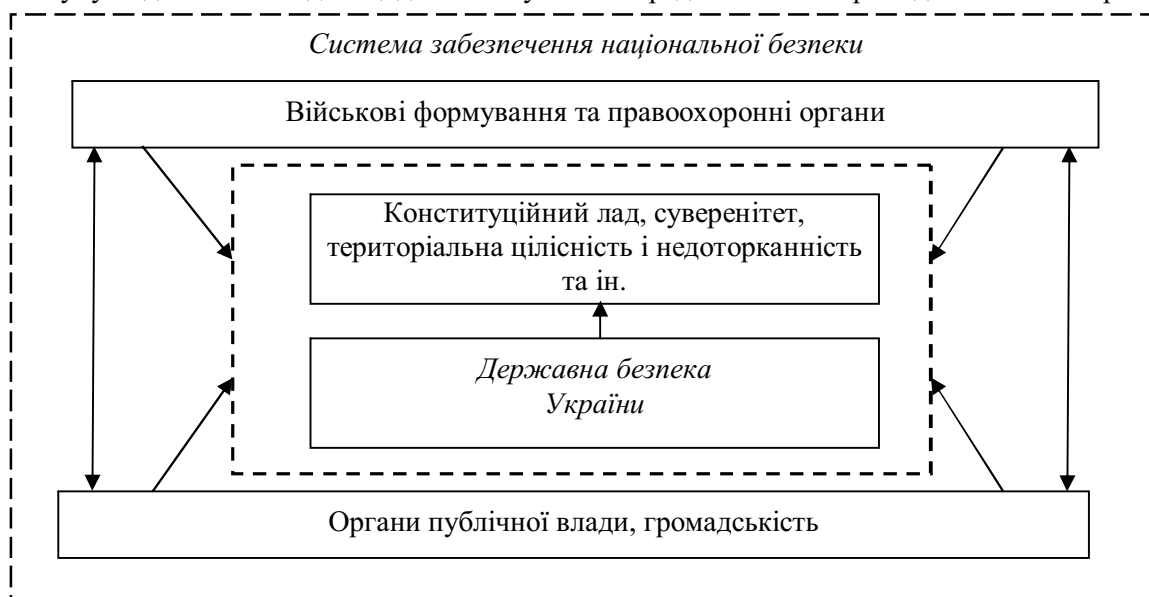 Система забезпечення національної безпеки
Військові формування та правоохоронні органи
Конституційний лад, суверенітет,
територіальна цілісність і недоторканність
та ін.
Державна безпека
України
Органи публічної влади, громадськість